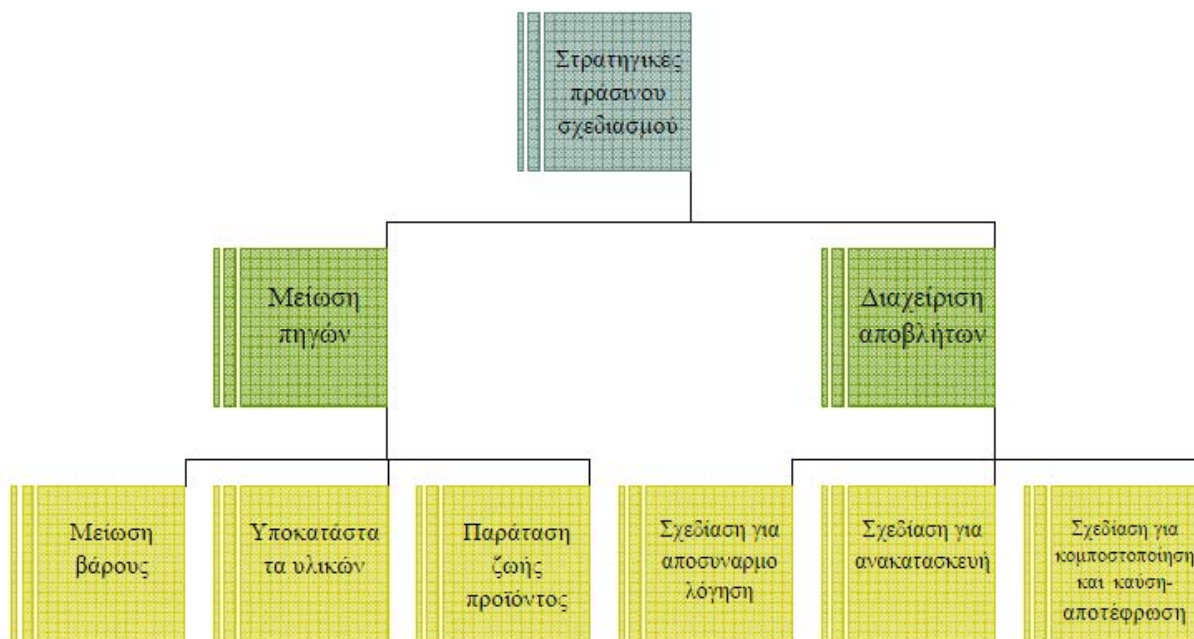 Στρατηγικές
πράσινου
σχεδιασμού
Μείωση
πηγών
Διαχείριση
αποβλήτων
Μείωση
βάρους
Υποκατάστα
τα υλικών
Παράταση
ζωής
προϊόντος
Σχεδίαση για
αποσυναρμο
λόγηση
Σχεδίαση για
ανακατασκευή
Σχεδίαση για
κομποστοποίηση
και καύση-
αποτέφρωση